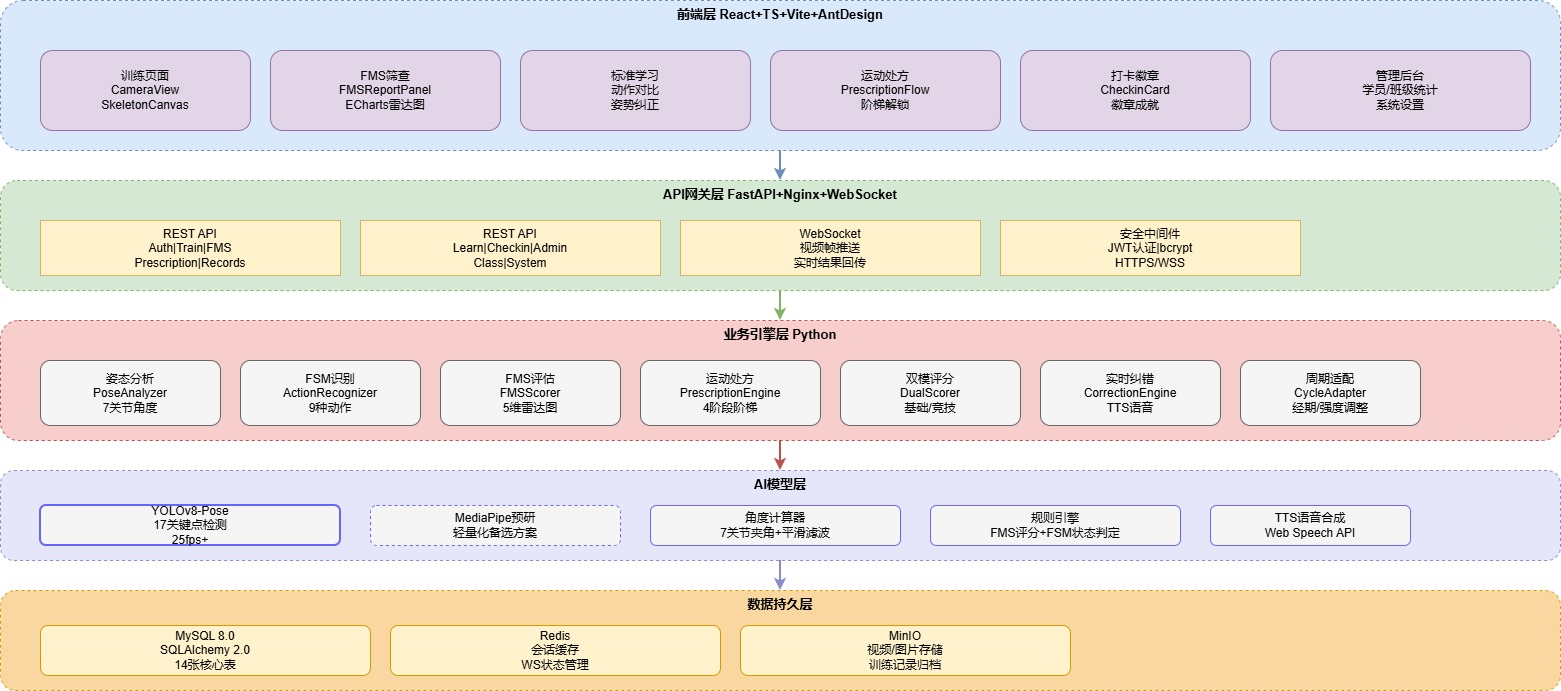 前端层 React+TS+Vite+AntDesign
训练页面
CameraView
SkeletonCanvas
FMS筛查
FMSReportPanel
ECharts雷达图
标准学习
动作对比
姿势纠正
运动处方
PrescriptionFlow
阶梯解锁
打卡徽章
CheckinCard
徽章成就
管理后台
学员/班级统计
系统设置
API网关层 FastAPI+Nginx+WebSocket
REST API
Auth|Train|FMS
Prescription|Records
REST API
Learn|Checkin|Admin
Class|System
WebSocket
视频帧推送
实时结果回传
安全中间件
JWT认证|bcrypt
HTTPS/WSS
业务引擎层 Python
姿态分析
PoseAnalyzer
7关节角度
FSM识别
ActionRecognizer
9种动作
FMS评估
FMSScorer
5维雷达图
运动处方
PrescriptionEngine
4阶段阶梯
双模评分
DualScorer
基础/竞技
实时纠错
CorrectionEngine
TTS语音
周期适配
CycleAdapter
经期/强度调整
AI模型层
YOLOv8-Pose
17关键点检测
25fps+
MediaPipe预研
轻量化备选方案
角度计算器
7关节夹角+平滑滤波
规则引擎
FMS评分+FSM状态判定
TTS语音合成
Web Speech API
数据持久层
MySQL 8.0
SQLAlchemy 2.0
14张核心表
Redis
会话缓存
WS状态管理
MinIO
视频/图片存储
训练记录归档